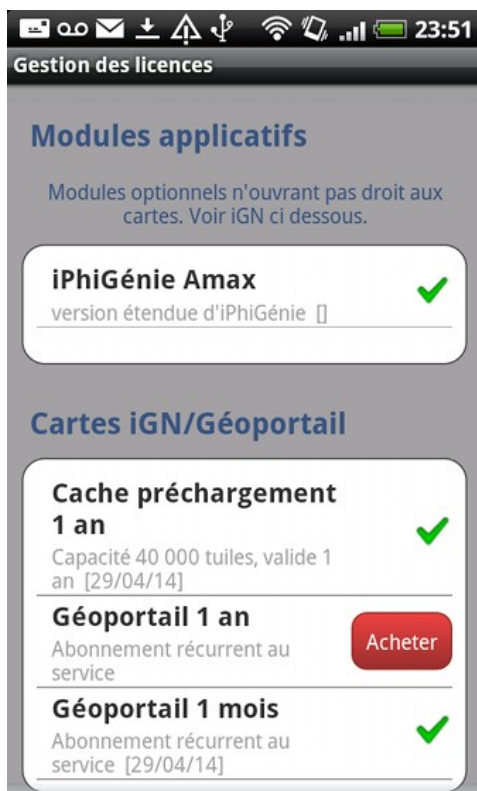 23:51
Gestion des licences
Modules applicatifs
Modules optionnels n'ouvrant pas droit aux
cartes. Voir iGN ci dessous.
iPhiGénie Amax
version étendue d'iPhiGénie []
Cartes iGN/Géoportail
Cache préchargement
1 an
Capacité 40 000 tuiles, valide 1
an [29/04/14]
Géoportail 1 an
Abonnement récurrent au
service
Acheter
Géoportail 1 mois
Abonnement récurrent au
service [29/04/14]